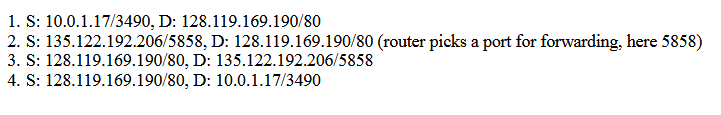 1. S: 10.0.1.17/3490, D: 128.119.169.190/80
2. S: 135.122.192.206/5858, D: 128.119.169.190/80 (router picks a port for forwarding, here 5858)
3. S: 128.119.169.190/80, D: 135.122.192.206/5858
4. S: 128.119.169.190/80, D: 10.0.1.17/3490